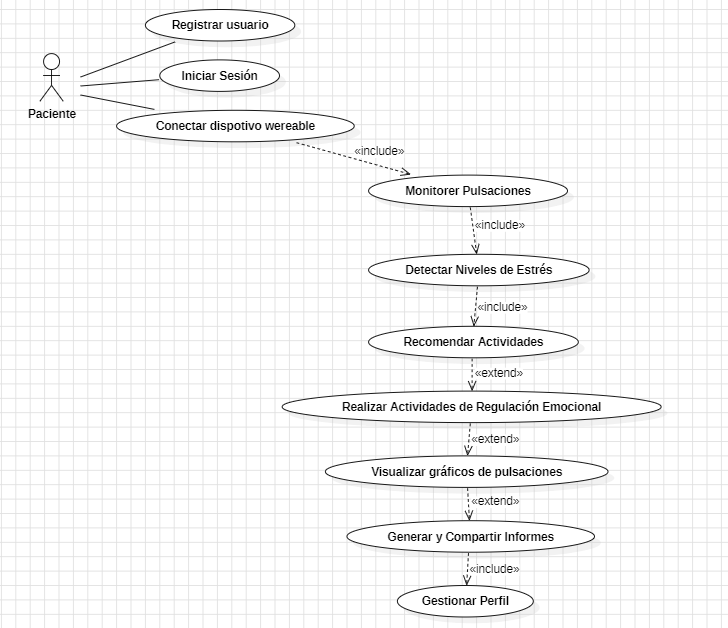 Registrar usuario
Iniciar Sesión
Paciente
Conectar dispotivo wereable
«include»
Monitorer Pulsaciones
«include»
Detectar Niveles de Estrés
«include»
Recomendar Actividades
«extend»
Realizar Actividades de Regulación Emocional
«extend»
Visualizar gráficos de pulsaciones
«extend»
Generar y Compartir Informes
«include»
Gestionar Perfil